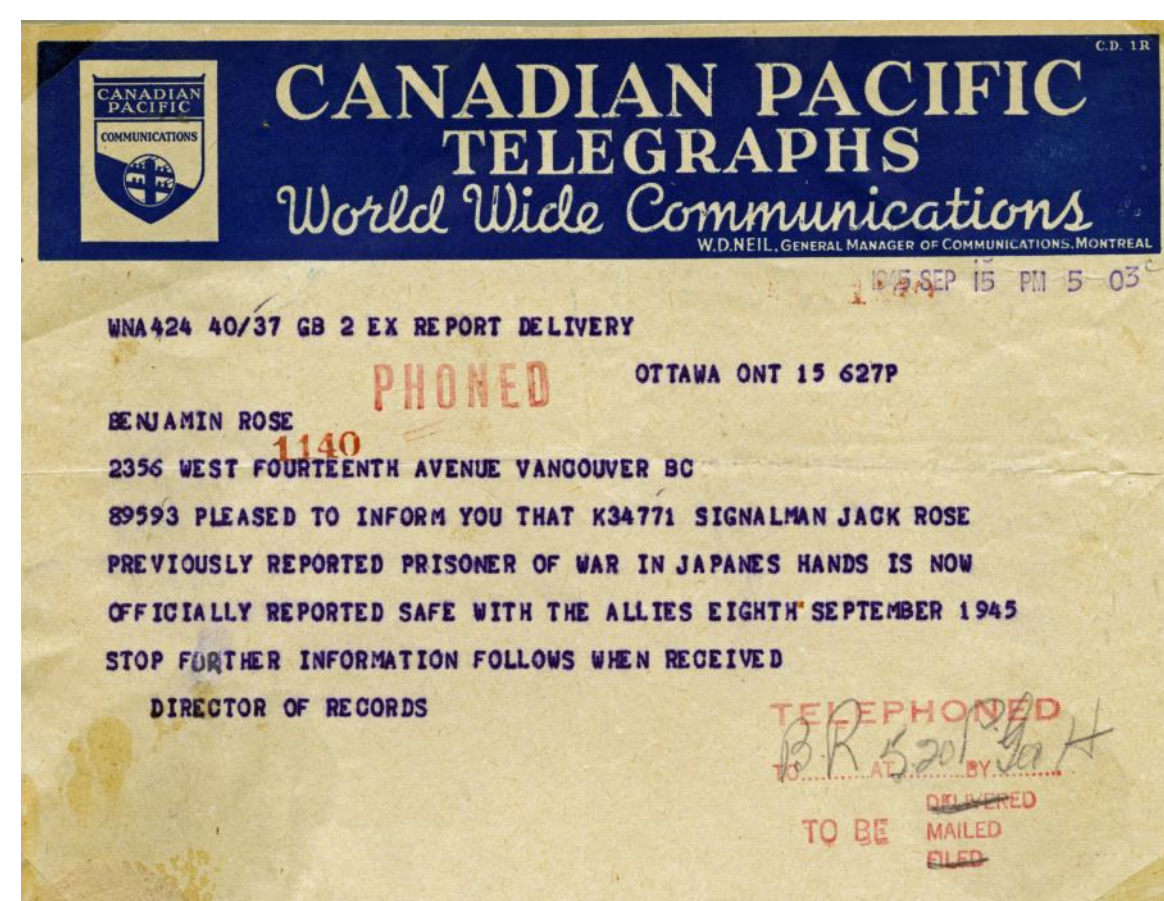 C.D. 1R
CANADIAN
PACIFIC
COMMUNICATIONS
CANADIAN PACIFIC
TELEGRAPHS
World Wide Communications
W.D.NEIL, GENERAL MANAGER OF COMMUNICATIONS, MONTREAL
1945 SEP 15 PM 5 03
WNA424 40/37 GB 2 EX REPORT DELIVERY
PHONED
OTTAWA ONT 15 627P
BENJAMIN ROSE
1140
2356 WEST FOURTEENTH AVENUE VANCOUVER BC
89593 PLEASED TO INFORM YOU THAT K34771 SIGNALMAN JACK ROSE
PREVIOUSLY REPORTED PRISONER OF WAR IN JAPANES HANDS IS NOW
OFFICIALLY REPORTED SAFE WITH THE ALLIES EIGHTH SEPTEMBER 1945
STOP FURTHER INFORMATION FOLLOWS WHEN RECEIVED
DIRECTOR OF RECORDS
TELEPHONED
TO B.R AT 5.20 BY
DELIVERED
TO BE MAILED
FILED